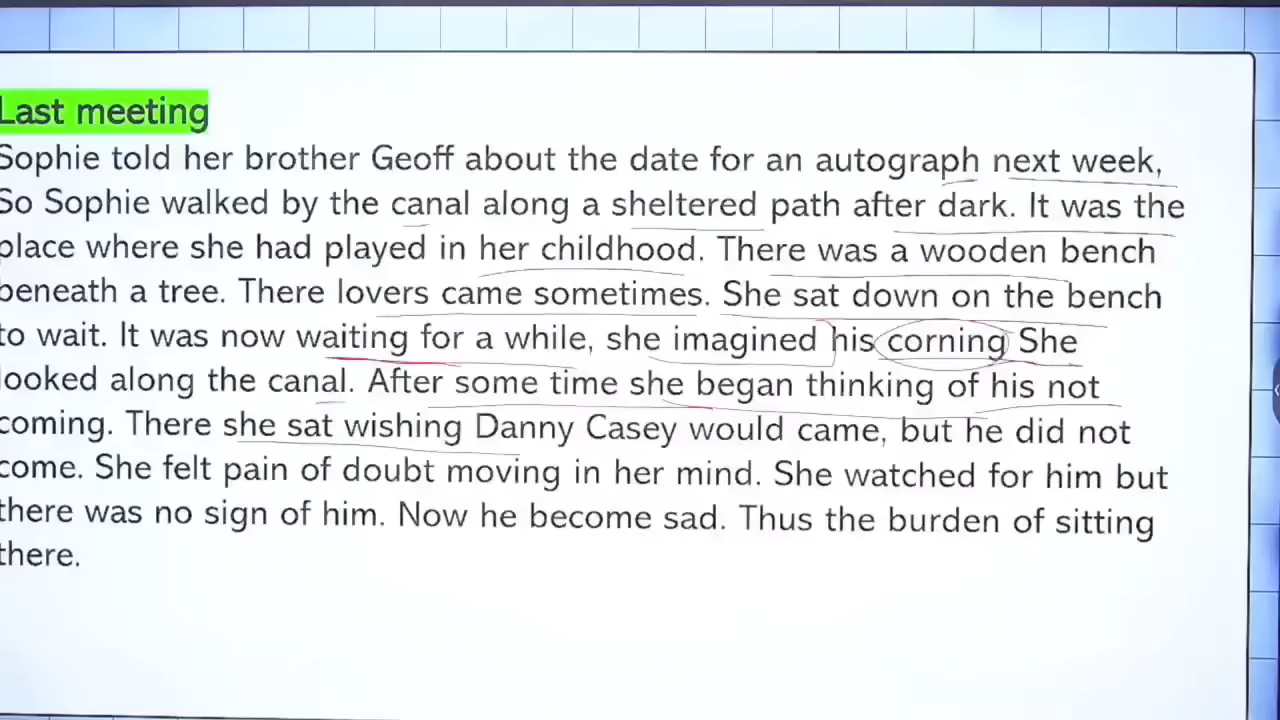 Last meeting
Sophie told her brother Geoff about the date for an autograph next week,
So Sophie walked by the canal along a sheltered path after dark. It was the
place where she had played in her childhood. There was a wooden bench
beneath a tree. There lovers came sometimes. She sat down on the bench
to wait. It was now waiting for a while, she imagined his corning She
looked along the canal. After some time she began thinking of his not
coming. There she sat wishing Danny Casey would came, but he did not
come. She felt pain of doubt moving in her mind. She watched for him but
there was no sign of him. Now he become sad. Thus the burden of sitting
there.